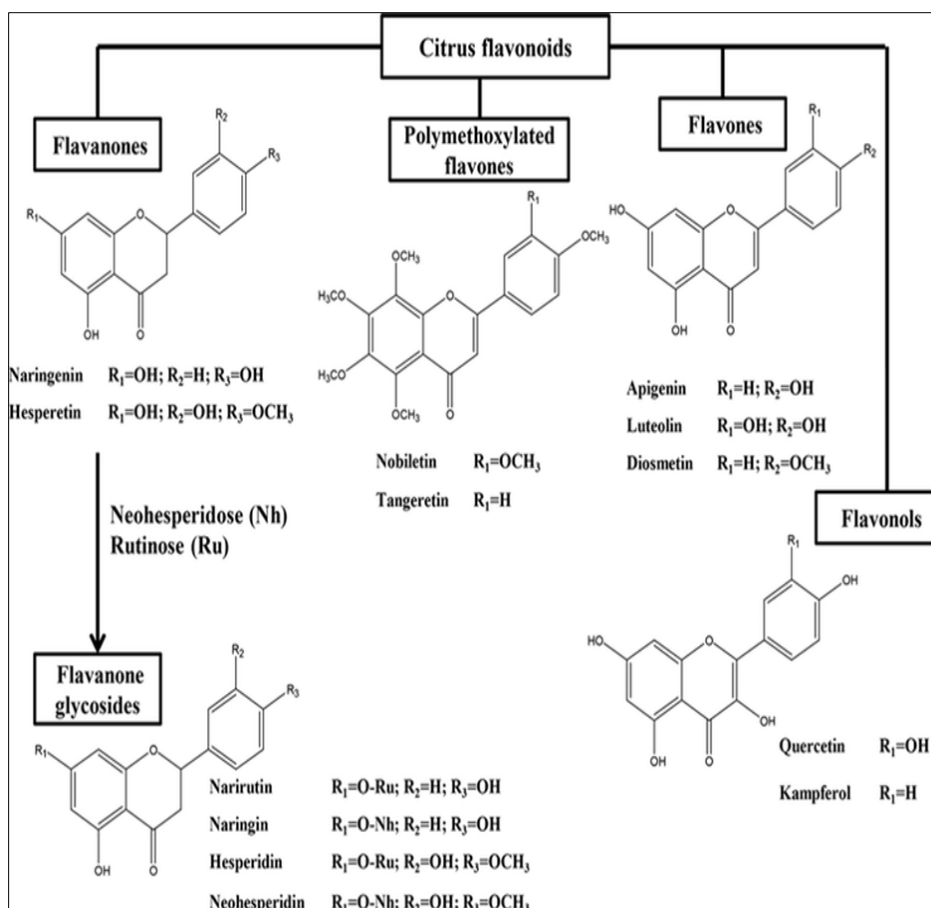 Citrus flavonoids
Flavanones
Polymethoxylated
flavones
Flavones
R₂
R₃
R₁
O
OH
O
Naringenin R₁=OH; R₂=H; R₃=OH
Hesperetin R₁=OH; R₂=OH; R₃=OCH₃
R₁
OCH₃
OCH₃
H₃CO
H₃CO
OCH₃
O
O
Nobiletin R₁=OCH₃
Tangeretin R₁=H
R₁
R₂
HO
O
OH
O
Apigenin R₁=H; R₂=OH
Luteolin R₁=OH; R₂=OH
Diosmetin R₁=H; R₂=OCH₃
Neohesperidose (Nh)
Rutinose (Ru)
Flavonols
R₁
OH
HO
O
OH
OH
O
Quercetin R₁=OH
Kampferol R₁=H
Flavanone
glycosides
R₂
R₃
R₁
O
OH
O
Narirutin R₁=O-Ru; R₂=H; R₃=OH
Naringin R₁=O-Nh; R₂=H; R₃=OH
Hesperidin R₁=O-Ru; R₂=OH; R₃=OCH₃
Neohesperidin R₁=O-Nh; R₂=OH; R₃=OCH₃